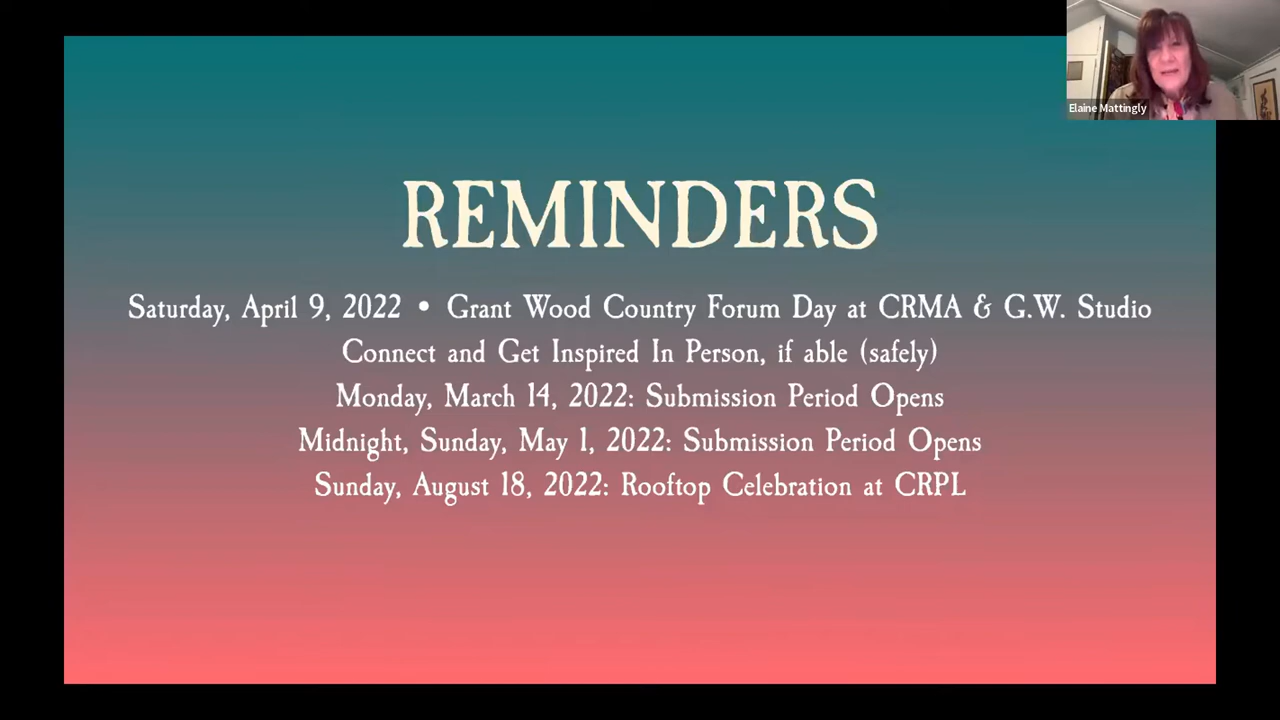 Elaine Mattingly
REMINDERS
Saturday, April 9, 2022 • Grant Wood Country Forum Day at CRMA & G.W. Studio
Connect and Get Inspired In Person, if able (safely)
Monday, March 14, 2022: Submission Period Opens
Midnight, Sunday, May 1, 2022: Submission Period Opens
Sunday, August 18, 2022: Rooftop Celebration at CRPL